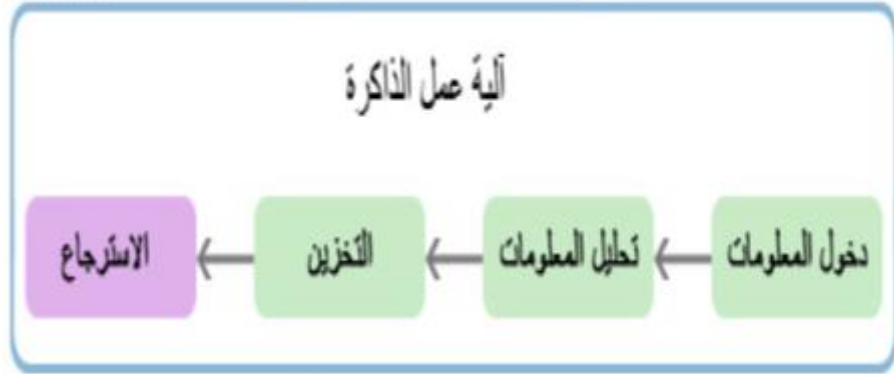 آلية عمل الذاكرة
دخول المعلومات
تحليل المعلومات
التخزين
الاسترجاع